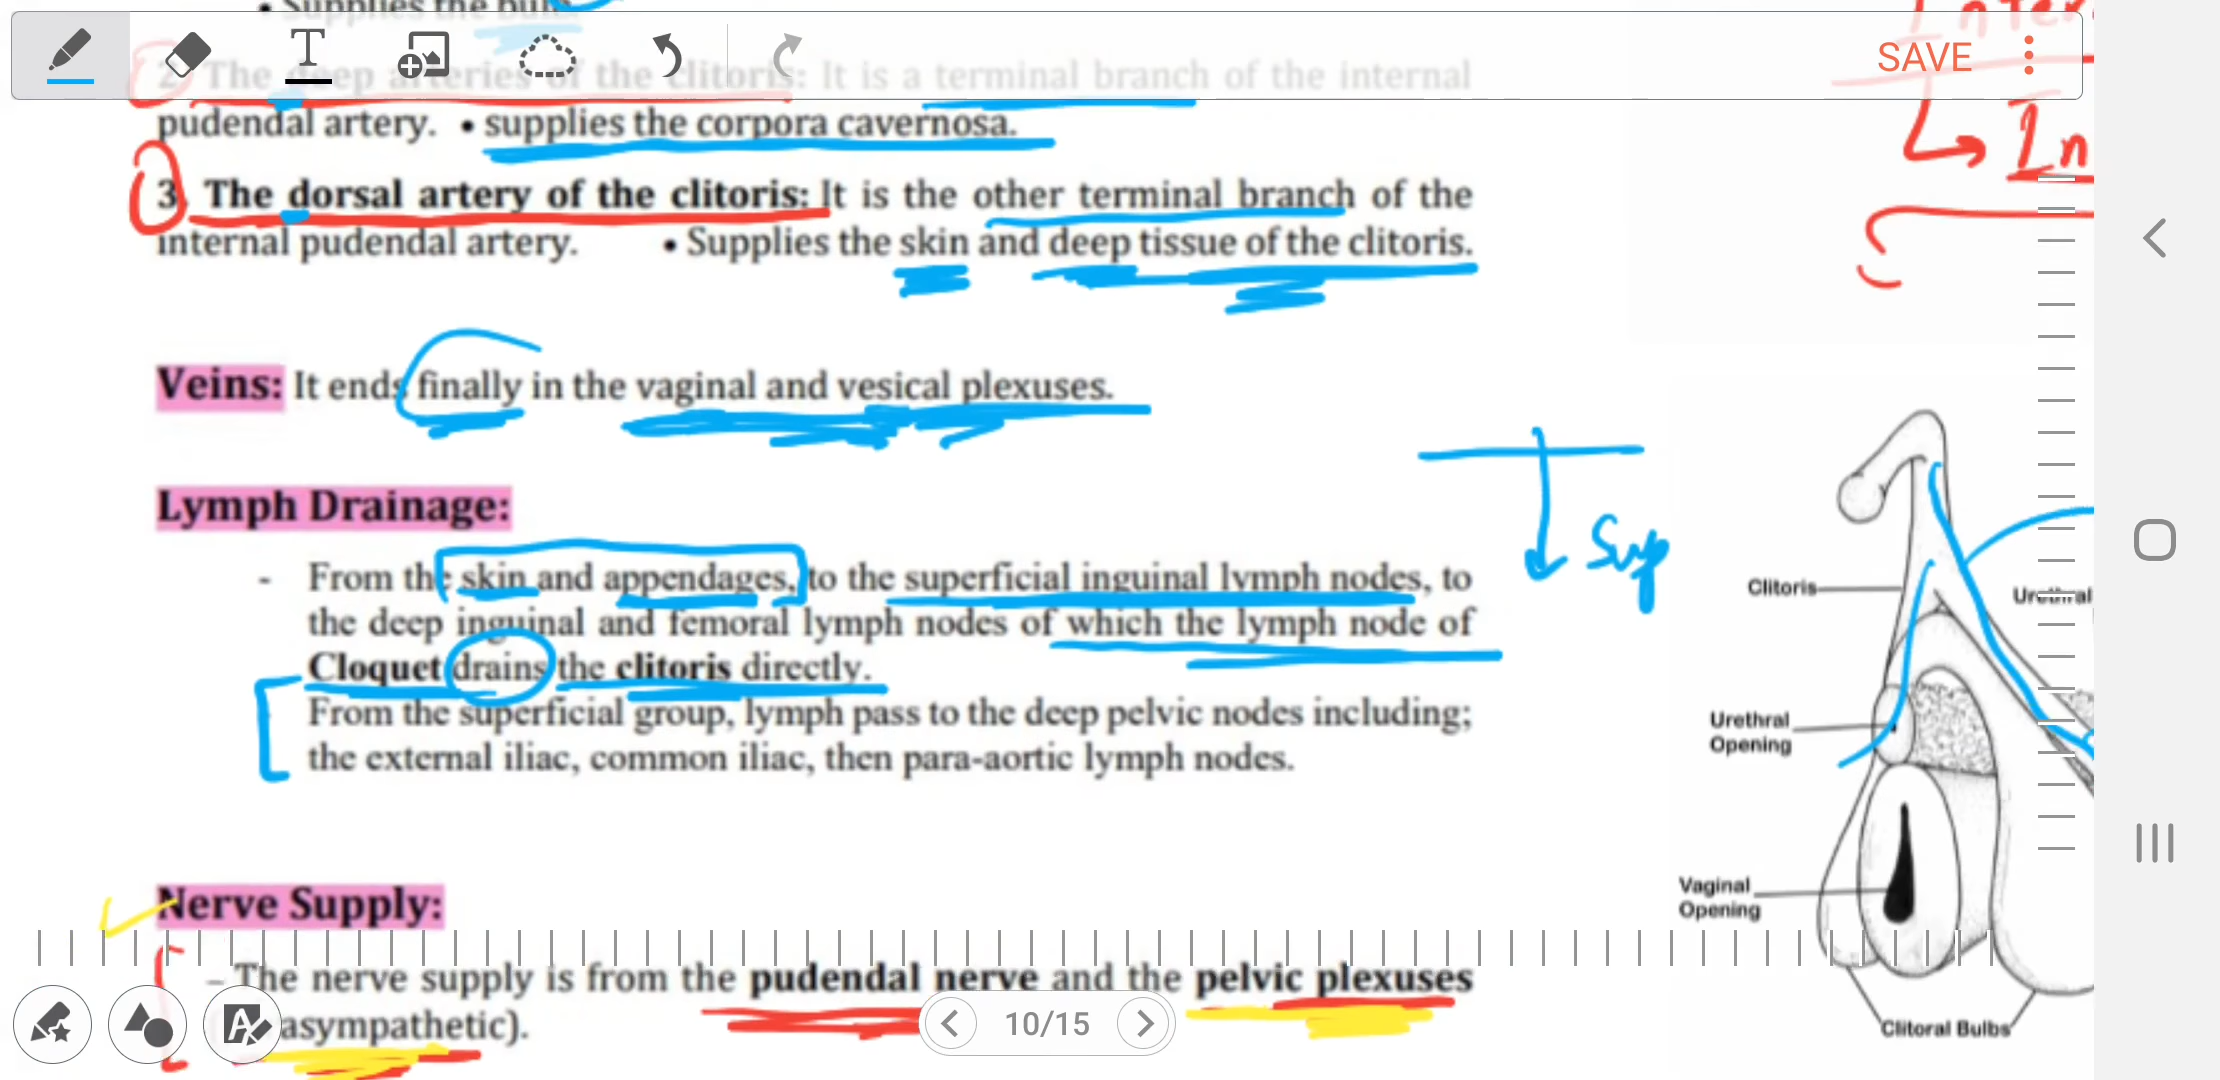 • Supplies the bulb
SAVE
2. The deep arteries of the clitoris: It is a terminal branch of the internal
pudendal artery. • supplies the corpora cavernosa.
3. The dorsal artery of the clitoris: It is the other terminal branch of the
internal pudendal artery. • Supplies the skin and deep tissue of the clitoris.
Veins: It ends finally in the vaginal and vesical plexuses.
Lymph Drainage:
- From the skin and appendages, to the superficial inguinal lymph nodes, to
the deep inguinal and femoral lymph nodes of which the lymph node of
Cloquet drains the clitoris directly.
From the superficial group, lymph pass to the deep pelvic nodes including;
the external iliac, common iliac, then para-aortic lymph nodes.
Sup
Nerve Supply:
- The nerve supply is from the pudendal nerve and the pelvic plexuses
asympathetic).
10/15
Inter
In
Clitoris
Urethral
Urethral
Opening
Vaginal
Opening
Clitoral Bulbs